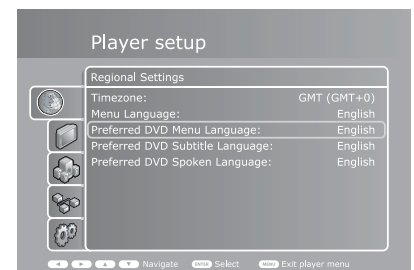 Player setup
Regional Settings
Timezone: GMT (GMT+0)
Menu Language: English
Preferred DVD Menu Language: English
Preferred DVD Subtitle Language: English
Preferred DVD Spoken Language: English
Navigate ENTER Select MENU Exit player menu